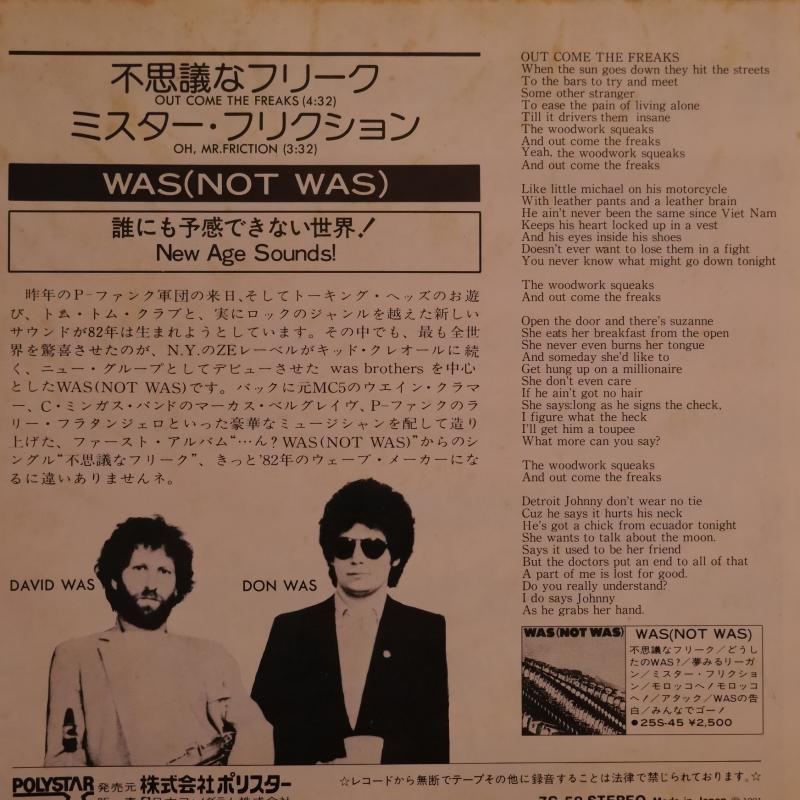 不思議なフリーク
OUT COME THE FREAKS (4:32)
ミスター・フリクション
OH, MR.FRICTION (3:32)
WAS(NOT WAS)
誰にも予感できない世界!
New Age Sounds!
昨年のP-ファンク軍団の来日、そしてトーキング・ヘッズのお遊
び、トム・トム・クラブと、実にロックのジャンルを越えた新しい
サウンドが82年は生まれようとしています。その中でも、最も全世
界を驚喜させたのが、N.Y.のZEレーベルがキッド・クレオールに続
く、ニュー・グループとしてデビューさせた was brothers を中心
としたWAS(NOT WAS)です。バックに元MC5のウエイン・クラマ
ー、C・ミンガス・バンドのマーカス・ベルグレイヴ、P-ファンクのラ
リー・フラタンジェロといった豪華なミュージシャンを配して造り
上げた、ファースト・アルバム“…ん? WAS(NOT WAS)”からのシ
ングル“不思議なフリーク”、きっと'82年のウェーブ・メーカーにな
るに違いありませんネ。
DAVID WAS
DON WAS
OUT COME THE FREAKS
When the sun goes down they hit the streets
To the bars to try and meet
Some other stranger
To ease the pain of living alone
Till it drivers them insane
The woodwork squeaks
And out come the freaks
Yeah, the woodwork squeaks
And out come the freaks
Like little michael on his motorcycle
With leather pants and a leather brain
He ain't never been the same since Viet Nam
Keeps his heart locked up in a vest
And his eyes inside his shoes
Doesn't ever want to lose them in a fight
You never know what might go down tonight
The woodwork squeaks
And out come the freaks
Open the door and there's suzanne
She eats her breakfast from the open
She never even burns her tongue
And someday she'd like to
Get hung up on a millionaire
She don't even care
If he ain't got no hair
She says:long as he signs the check,
I figure what the heck
I'll get him a toupee
What more can you say?
The woodwork squeaks
And out come the freaks
Detroit Johnny don't wear no tie
Cuz he says it hurts his neck
He's got a chick from ecuador tonight
She wants to talk about the moon.
Says it used to be her friend
But the doctors put an end to all of that
A part of me is lost for good.
Do you really understand?
I do says Johnny
As he grabs her hand.
WAS (NOT WAS)
WAS(NOT WAS)
不思議なフリーク/どうし
たのWAS?/夢みるリーガ
ン/ミスター・フリクショ
ン/モロッコへ!モロッコ
へ!/アタック/WASの告
白/みんなでゴー!
●25S-45 ¥2,500
POLYSTAR 発売元 株式会社ポリスター
☆レコードから無断でテープその他に録音することは法律で禁じられております。☆
7S-58 STEREO Made in Japan